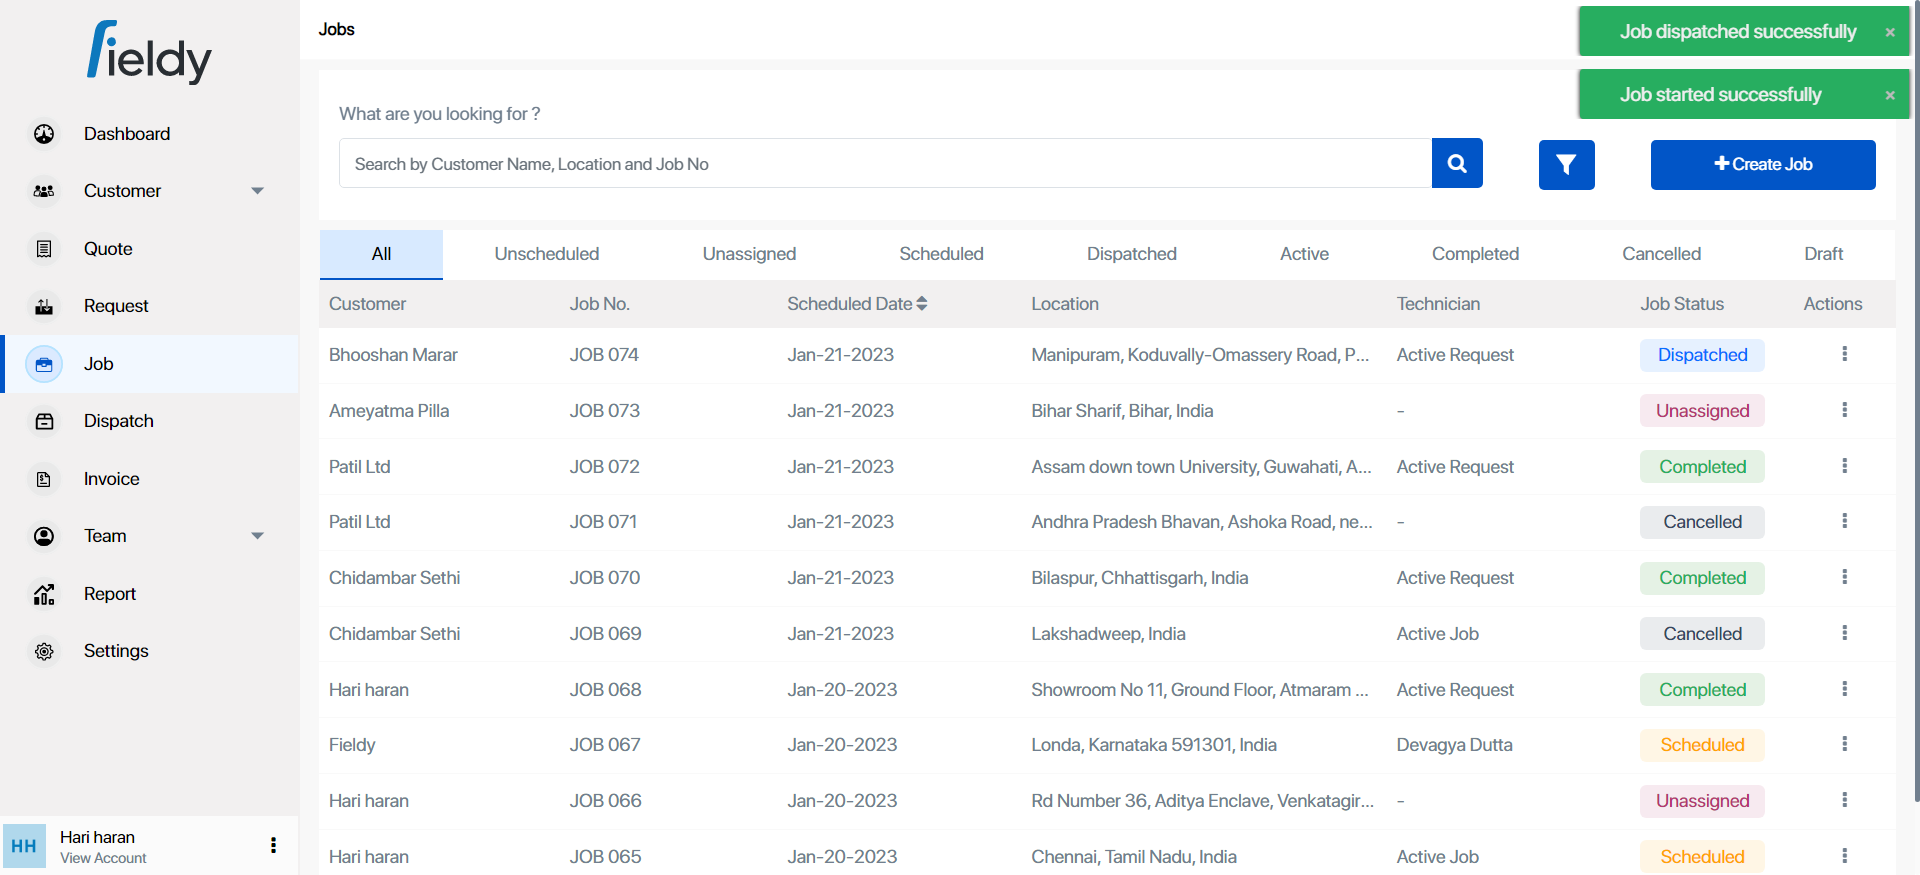 fieldy
Dashboard
Customer
Quote
Request
Job
Dispatch
Invoice
Team
Report
Settings
HH
Hari haran
View Account
Jobs
Job dispatched successfully ×
Job started successfully ×
What are you looking for ?
Search by Customer Name, Location and Job No
Create Job
All Unscheduled Unassigned Scheduled Dispatched Active Completed Cancelled Draft
Customer Job No. Scheduled Date Location Technician Job Status Actions
Bhooshan Marar JOB 074 Jan-21-2023 Manipuram, Koduvally-Omassery Road, P... Active Request Dispatched
Ameyatma Pilla JOB 073 Jan-21-2023 Bihar Sharif, Bihar, India - Unassigned
Patil Ltd JOB 072 Jan-21-2023 Assam down town University, Guwahati, A... Active Request Completed
Patil Ltd JOB 071 Jan-21-2023 Andhra Pradesh Bhavan, Ashoka Road, ne... - Cancelled
Chidambar Sethi JOB 070 Jan-21-2023 Bilaspur, Chhattisgarh, India Active Request Completed
Chidambar Sethi JOB 069 Jan-21-2023 Lakshadweep, India Active Job Cancelled
Hari haran JOB 068 Jan-20-2023 Showroom No 11, Ground Floor, Atmaram ... Active Request Completed
Fieldy JOB 067 Jan-20-2023 Londa, Karnataka 591301, India Devagya Dutta Scheduled
Hari haran JOB 066 Jan-20-2023 Rd Number 36, Aditya Enclave, Venkatagir... - Unassigned
Hari haran JOB 065 Jan-20-2023 Chennai, Tamil Nadu, India Active Job Scheduled